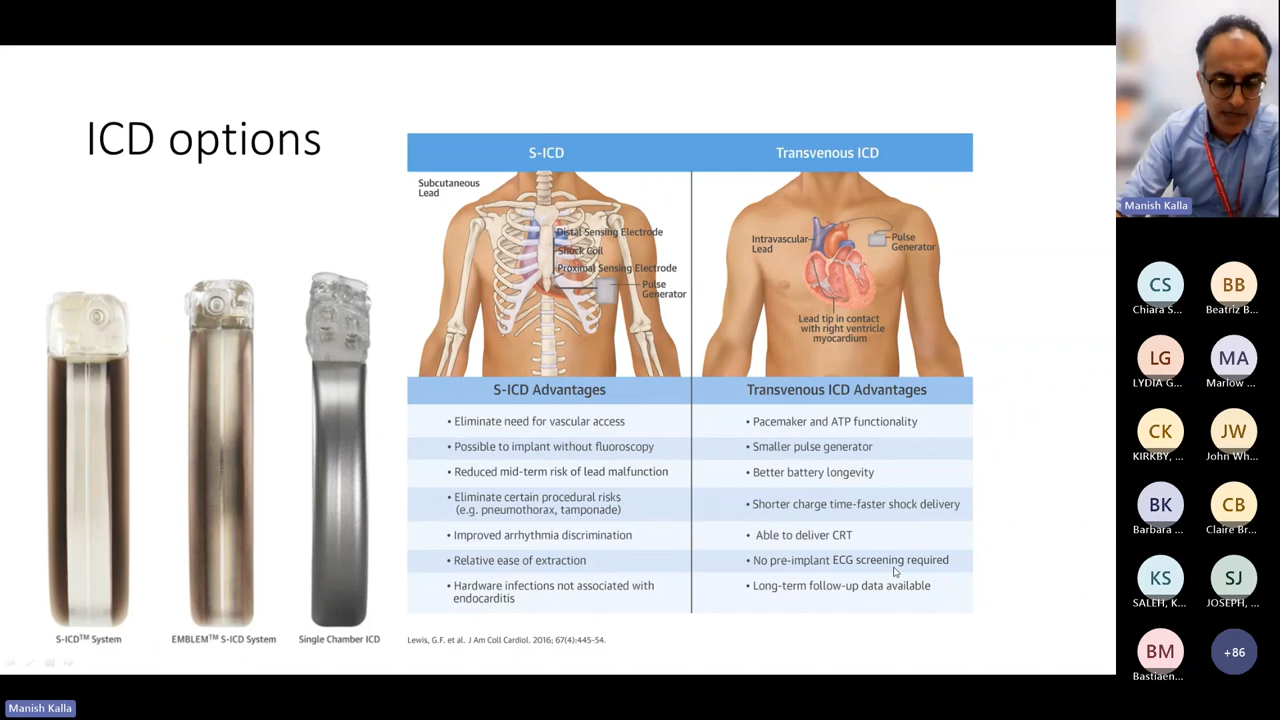 ICD options
S-ICD
Transvenous ICD
Subcutaneous
Lead
Distal Sensing Electrode
Shock Coil
Proximal Sensing Electrode
Pulse
Generator
Intravascular
Lead
Pulse
Generator
Lead tip in contact
with right ventricle
myocardium
S-ICD Advantages
• Eliminate need for vascular access
• Possible to implant without fluoroscopy
• Reduced mid-term risk of lead malfunction
• Eliminate certain procedural risks
(e.g. pneumothorax, tamponade)
• Improved arrhythmia discrimination
• Relative ease of extraction
• Hardware infections not associated with
endocarditis
Transvenous ICD Advantages
• Pacemaker and ATP functionality
• Smaller pulse generator
• Better battery longevity
• Shorter charge time-faster shock delivery
• Able to deliver CRT
• No pre-implant ECG screening required
• Long-term follow-up data available
S-ICD™ System
EMBLEM™ S-ICD System
Single Chamber ICD
Lewis, G.F. et al. J Am Coll Cardiol. 2016; 67(4):445-54.
Manish Kalla
Manish Kalla
CS
Chiara S...
BB
Beatriz B...
LG
LYDIA G...
MA
Marlow ...
CK
KIRKBY, ...
JW
John Wh...
BK
Barbara ...
CB
Claire Br...
KS
SALEH, K...
SJ
JOSEPH, ...
BM
Bastiaen...
+86